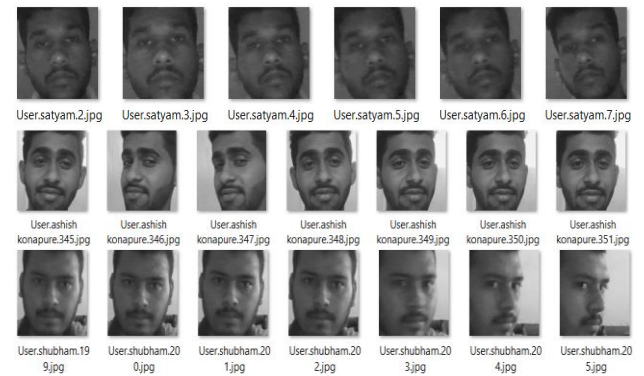 User.satyam.2.jpg User.satyam.3.jpg User.satyam.4.jpg User.satyam.5.jpg User.satyam.6.jpg User.satyam.7.jpg
User.ashish User.ashish User.ashish User.ashish User.ashish User.ashish User.ashish
konapure.345.jpg konapure.346.jpg konapure.347.jpg konapure.348.jpg konapure.349.jpg konapure.350.jpg konapure.351.jpg
User.shubham.19 User.shubham.20 User.shubham.20 User.shubham.20 User.shubham.20 User.shubham.20 User.shubham.20
9.jpg 0.jpg 1.jpg 2.jpg 3.jpg 4.jpg 5.jpg